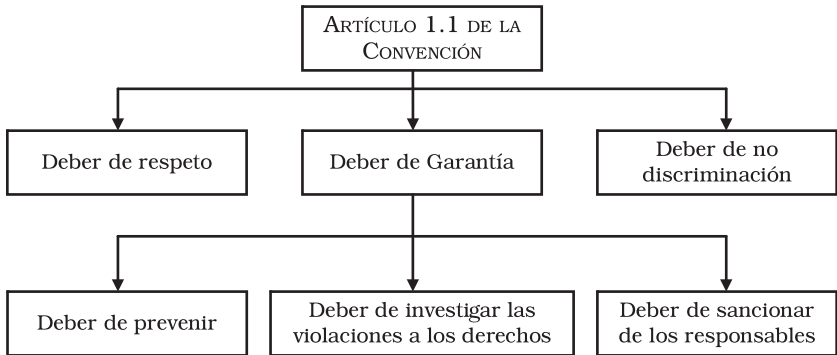 ARTÍCULO 1.1 DE LA
CONVENCIÓN
Deber de respeto
Deber de Garantía
Deber de no
discriminación
Deber de prevenir
Deber de investigar las
violaciones a los derechos
Deber de sancionar
de los responsables